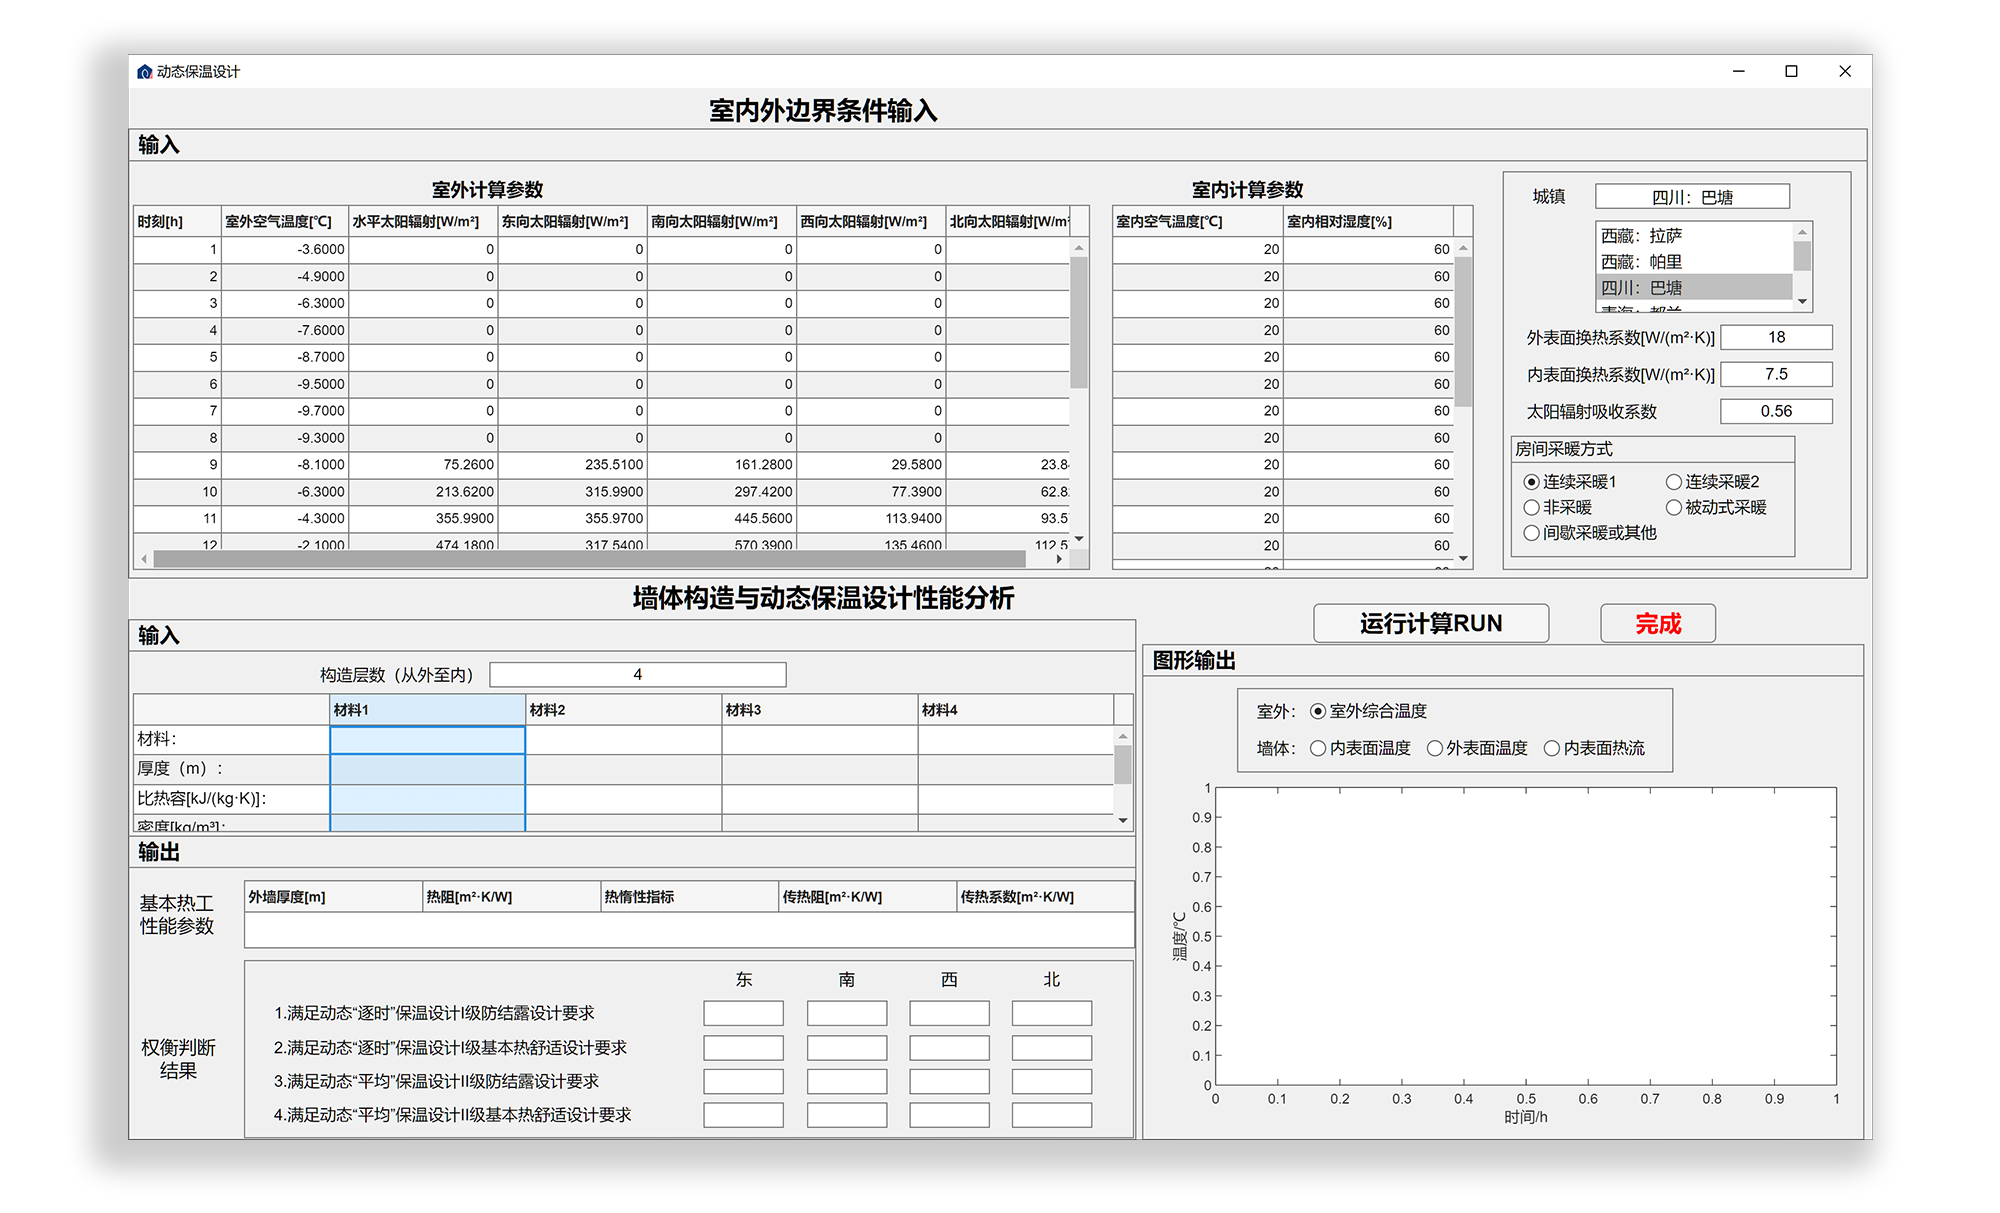 动态保温设计
室内外边界条件输入
输入
室外计算参数
时刻[h] 室外空气温度[℃] 水平太阳辐射[W/m²] 东向太阳辐射[W/m²] 南向太阳辐射[W/m²] 西向太阳辐射[W/m²] 北向太阳辐射[W/m²
1 -3.6000 0 0 0 0
2 -4.9000 0 0 0 0
3 -6.3000 0 0 0 0
4 -7.6000 0 0 0 0
5 -8.7000 0 0 0 0
6 -9.5000 0 0 0 0
7 -9.7000 0 0 0 0
8 -9.3000 0 0 0 0
9 -8.1000 75.2600 235.5100 161.2800 29.5800 23.8
10 -6.3000 213.6200 315.9900 297.4200 77.3900 62.8
11 -4.3000 355.9900 355.9700 445.5600 113.9400 93.5
12 -2.1000 474.1800 317.5400 570.3900 135.4600 112.5
室内计算参数
室内空气温度[℃] 室内相对湿度[%]
20 60
20 60
20 60
20 60
20 60
20 60
20 60
20 60
20 60
20 60
20 60
20 60
城镇 四川：巴塘
西藏：拉萨
西藏：帕里
四川：巴塘
青海：都兰
外表面换热系数[W/(m²·K)] 18
内表面换热系数[W/(m²·K)] 7.5
太阳辐射吸收系数 0.56
房间采暖方式
连续采暖1 连续采暖2
非采暖 被动式采暖
间歇采暖或其他
墙体构造与动态保温设计性能分析
输入
构造层数（从外至内） 4
材料1 材料2 材料3 材料4
材料：
厚度（m）：
比热容[kJ/(kg·K)]：
密度[kg/m³]：
输出
基本热工
性能参数
外墙厚度[m] 热阻[m²·K/W] 热惰性指标 传热阻[m²·K/W] 传热系数[m²·K/W]
权衡判断
结果
东 南 西 北
1.满足动态“逐时”保温设计I级防结露设计要求
2.满足动态“逐时”保温设计I级基本热舒适设计要求
3.满足动态“平均”保温设计II级防结露设计要求
4.满足动态“平均”保温设计II级基本热舒适设计要求
运行计算RUN 完成
图形输出
室外： 室外综合温度
墙体： 内表面温度 外表面温度 内表面热流
温度/℃
1
0.9
0.8
0.7
0.6
0.5
0.4
0.3
0.2
0.1
0
0 0.1 0.2 0.3 0.4 0.5 0.6 0.7 0.8 0.9 1
时间/h